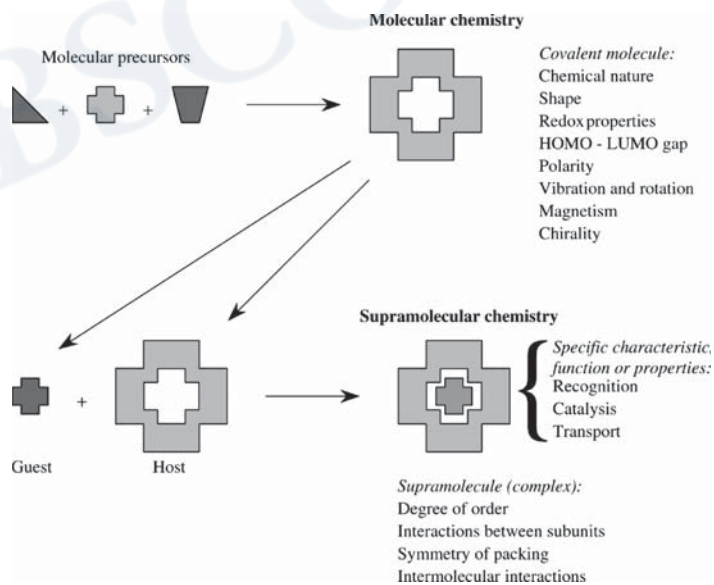 BSCO
Molecular chemistry
Molecular precursors
+ +
Covalent molecule:
Chemical nature
Shape
Redox properties
HOMO - LUMO gap
Polarity
Vibration and rotation
Magnetism
Chirality
Supramolecular chemistry
Specific characteristic,
function or properties:
Recognition
Catalysis
Transport
+
Guest Host
Supramolecule (complex):
Degree of order
Interactions between subunits
Symmetry of packing
Intermolecular interactions